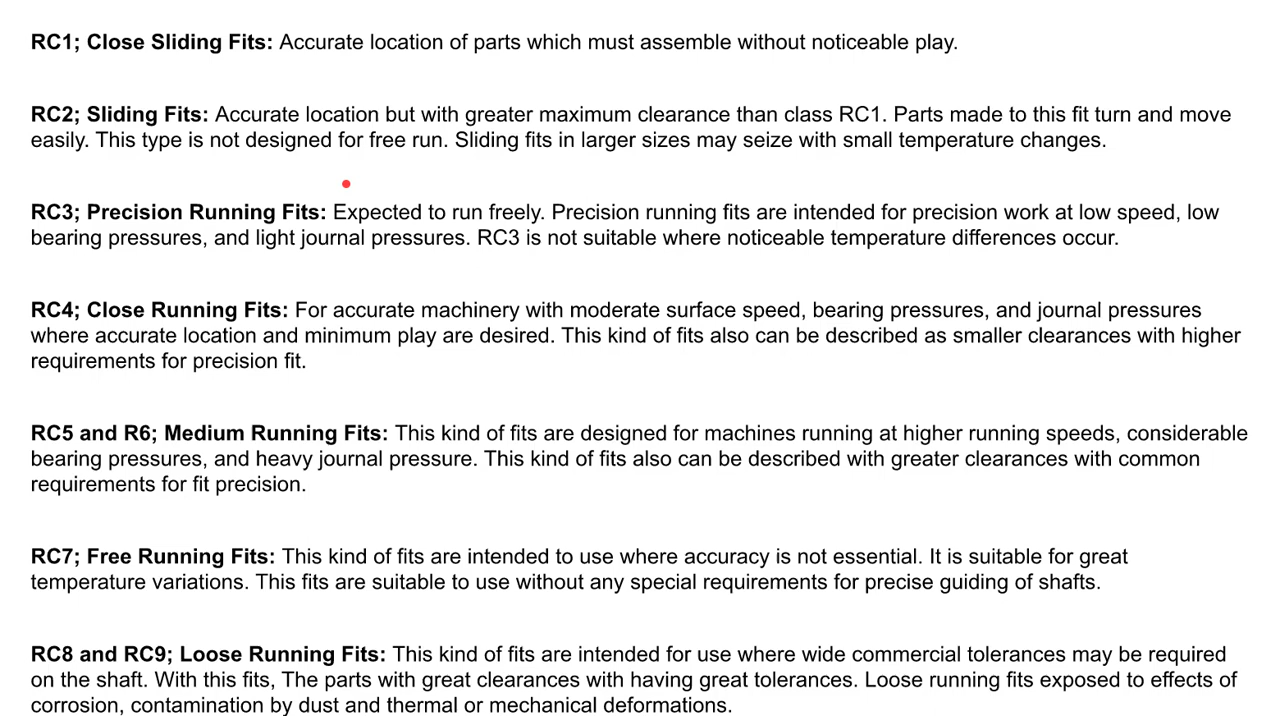 RC1; Close Sliding Fits: Accurate location of parts which must assemble without noticeable play.
RC2; Sliding Fits: Accurate location but with greater maximum clearance than class RC1. Parts made to this fit turn and move
easily. This type is not designed for free run. Sliding fits in larger sizes may seize with small temperature changes.
RC3; Precision Running Fits: Expected to run freely. Precision running fits are intended for precision work at low speed, low
bearing pressures, and light journal pressures. RC3 is not suitable where noticeable temperature differences occur.
RC4; Close Running Fits: For accurate machinery with moderate surface speed, bearing pressures, and journal pressures
where accurate location and minimum play are desired. This kind of fits also can be described as smaller clearances with higher
requirements for precision fit.
RC5 and R6; Medium Running Fits: This kind of fits are designed for machines running at higher running speeds, considerable
bearing pressures, and heavy journal pressure. This kind of fits also can be described with greater clearances with common
requirements for fit precision.
RC7; Free Running Fits: This kind of fits are intended to use where accuracy is not essential. It is suitable for great
temperature variations. This fits are suitable to use without any special requirements for precise guiding of shafts.
RC8 and RC9; Loose Running Fits: This kind of fits are intended for use where wide commercial tolerances may be required
on the shaft. With this fits, The parts with great clearances with having great tolerances. Loose running fits exposed to effects of
corrosion, contamination by dust and thermal or mechanical deformations.